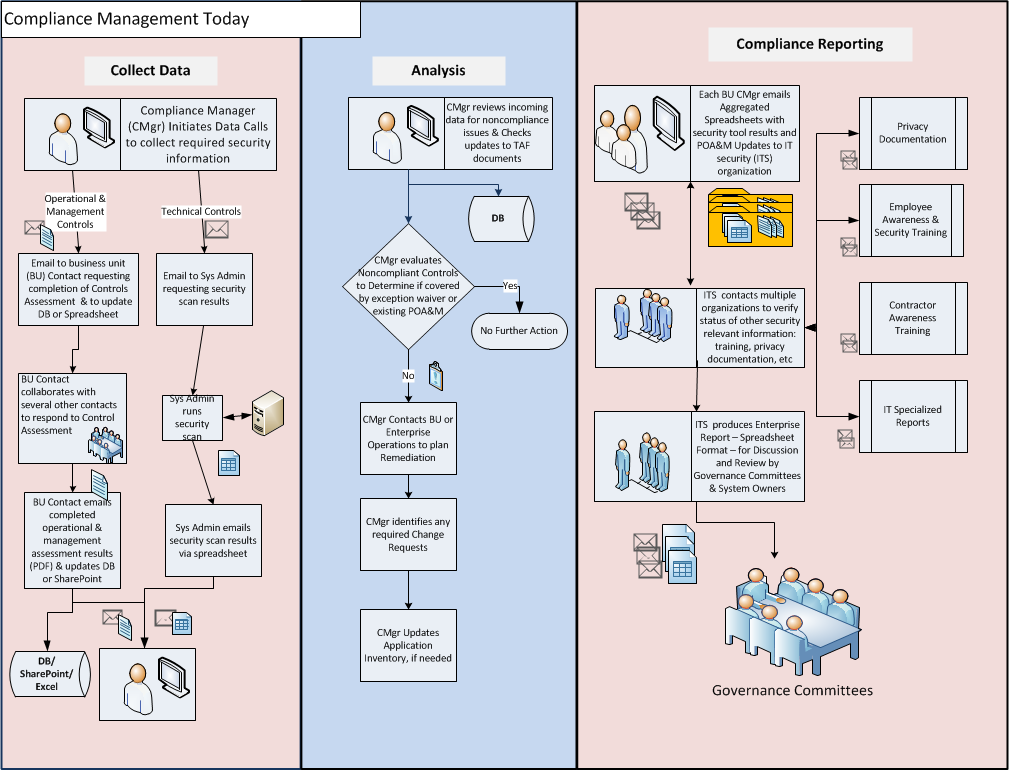 Compliance Management Today
Collect Data
Compliance Manager
(CMgr) Initiates Data Calls
to collect required security
information
Operational &
Management
Controls
Technical Controls
Email to business unit
(BU) Contact requesting
completion of Controls
Assessment & to update
DB or Spreadsheet
Email to Sys Admin
requesting security
scan results
BU Contact
collaborates with
several other contacts
to respond to Control
Assessment
Sys Admin
runs
security
scan
BU Contact emails
completed
operational &
management
assessment results
(PDF) & updates DB
or SharePoint
Sys Admin emails
security scan results
via spreadsheet
DB/
SharePoint/
Excel
Analysis
CMgr reviews incoming
data for noncompliance
issues & Checks
updates to TAF
documents
DB
CMgr evaluates
Noncompliant Controls
to Determine if covered
by exception waiver or
existing POA&M
Yes
No Further Action
No
CMgr Contacts BU or
Enterprise
Operations to plan
Remediation
CMgr identifies any
required Change
Requests
CMgr Updates
Application
Inventory, if needed
Compliance Reporting
Each BU CMgr emails
Aggregated
Spreadsheets with
security tool results and
POA&M Updates to IT
security (ITS)
organization
Privacy
Documentation
Employee
Awareness &
Security Training
ITS contacts multiple
organizations to verify
status of other security
relevant information:
training, privacy
documentation, etc
Contractor
Awareness
Training
IT Specialized
Reports
ITS produces Enterprise
Report – Spreadsheet
Format – for Discussion
and Review by
Governance Committees
& System Owners
Governance Committees